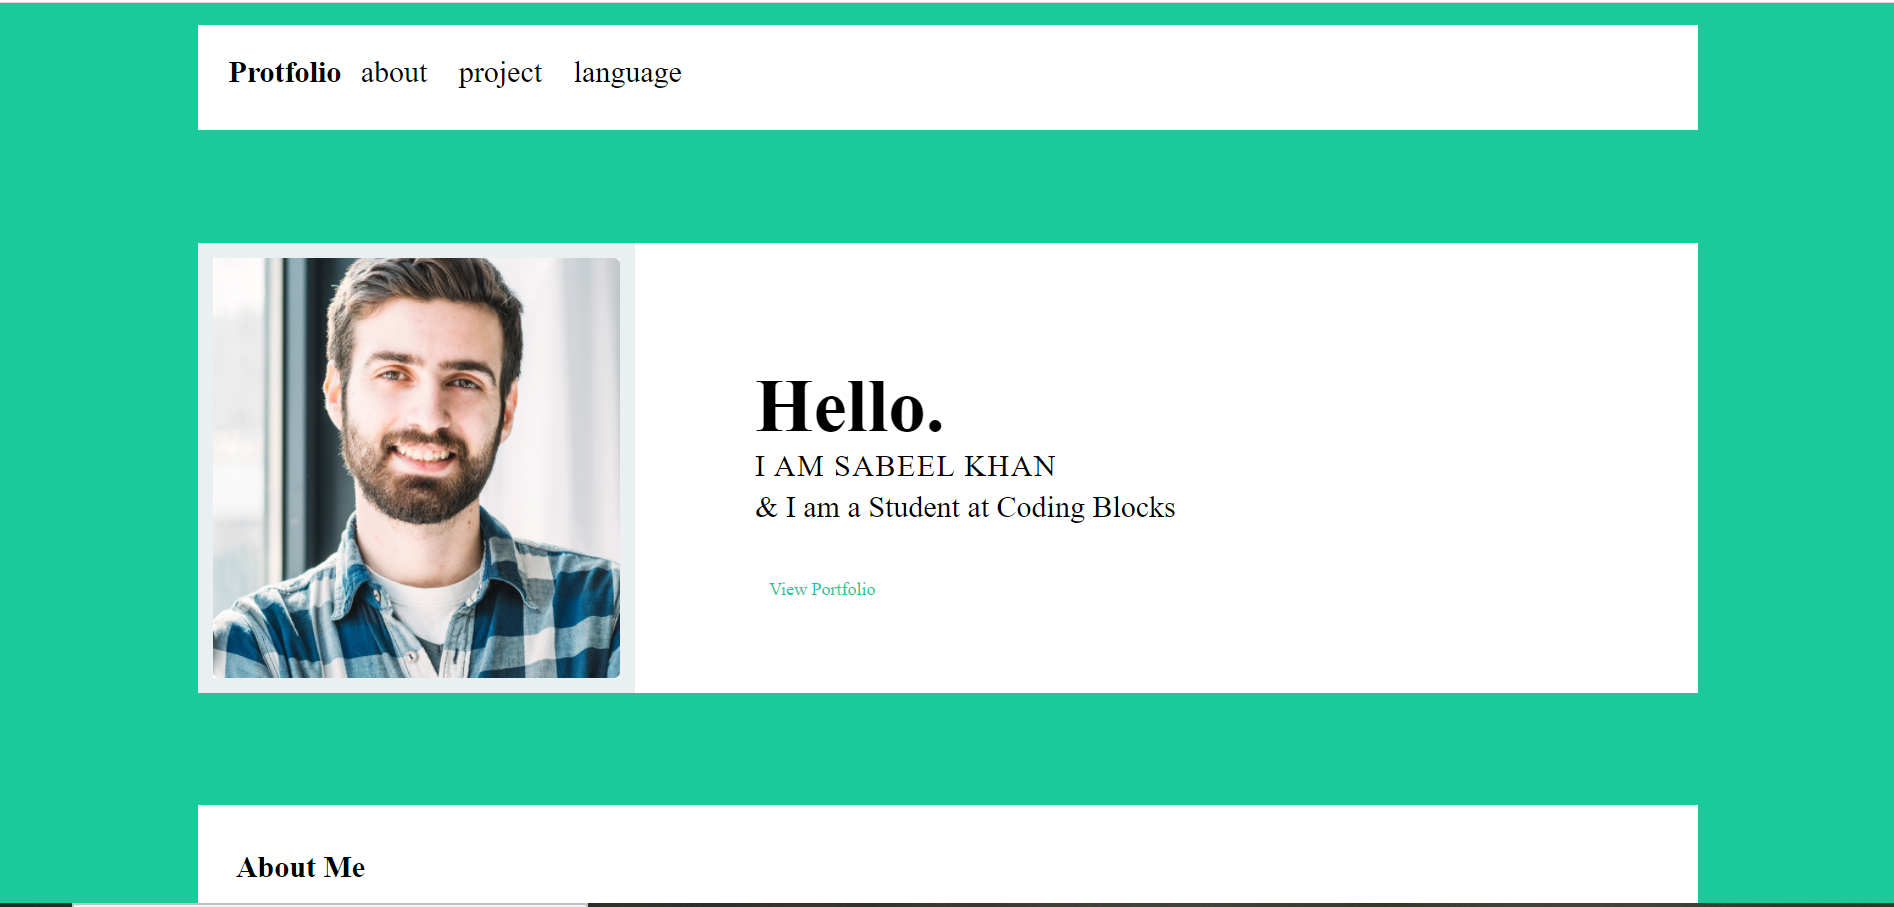 Protfolio about project language
Hello.
I AM SABEEL KHAN
& I am a Student at Coding Blocks
View Portfolio
About Me